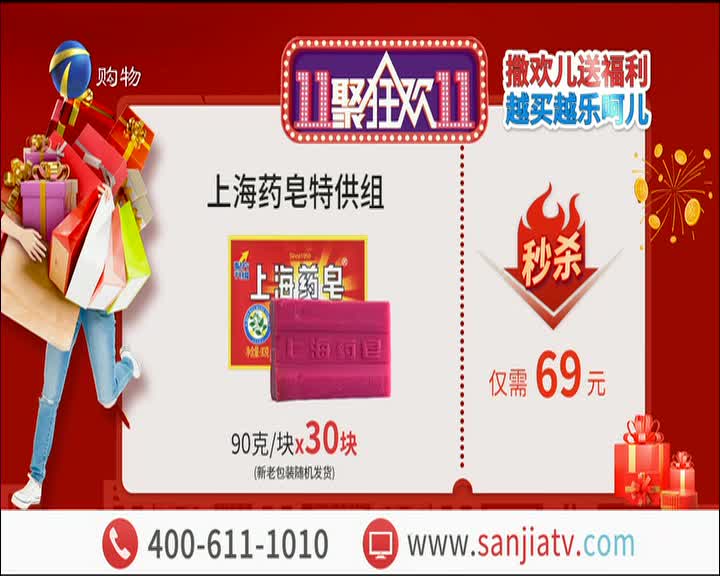 购物
11聚狂欢11
撒欢儿送福利
越买越乐呵儿
上海药皂特供组
上海药皂
上海药皂
秒杀
仅需69元
90克/块x30块
(新老包装随机发货)
400-611-1010
www.sanjiatv.com